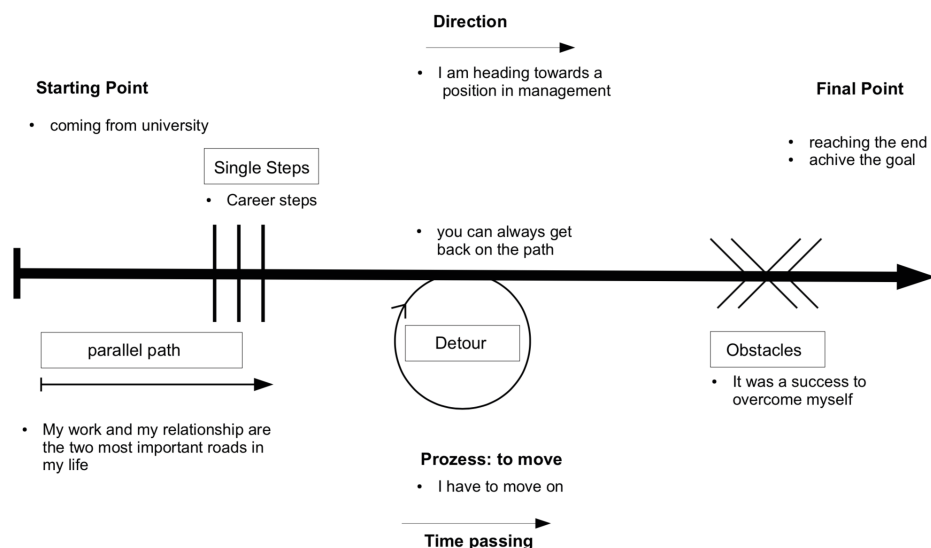 Direction
• I am heading towards a
position in management
Starting Point
• coming from university
Final Point
• reaching the end
• achive the goal
Single Steps
• Career steps
• you can always get
back on the path
parallel path
Detour
Obstacles
• It was a success to
overcome myself
• My work and my relationship are
the two most important roads in
my life
Prozess: to move
• I have to move on
Time passing